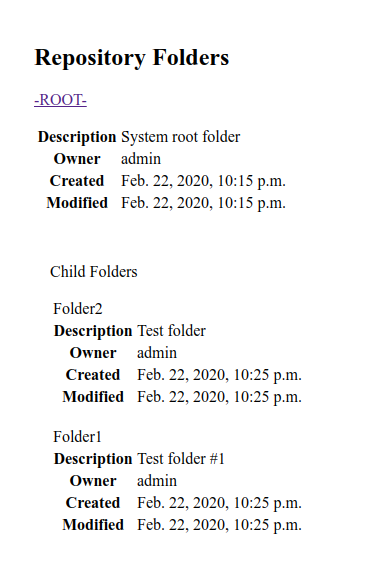 Repository Folders
-ROOT-
Description System root folder
Owner admin
Created Feb. 22, 2020, 10:15 p.m.
Modified Feb. 22, 2020, 10:15 p.m.
Child Folders
Folder2
Description Test folder
Owner admin
Created Feb. 22, 2020, 10:25 p.m.
Modified Feb. 22, 2020, 10:25 p.m.
Folder1
Description Test folder #1
Owner admin
Created Feb. 22, 2020, 10:25 p.m.
Modified Feb. 22, 2020, 10:25 p.m.